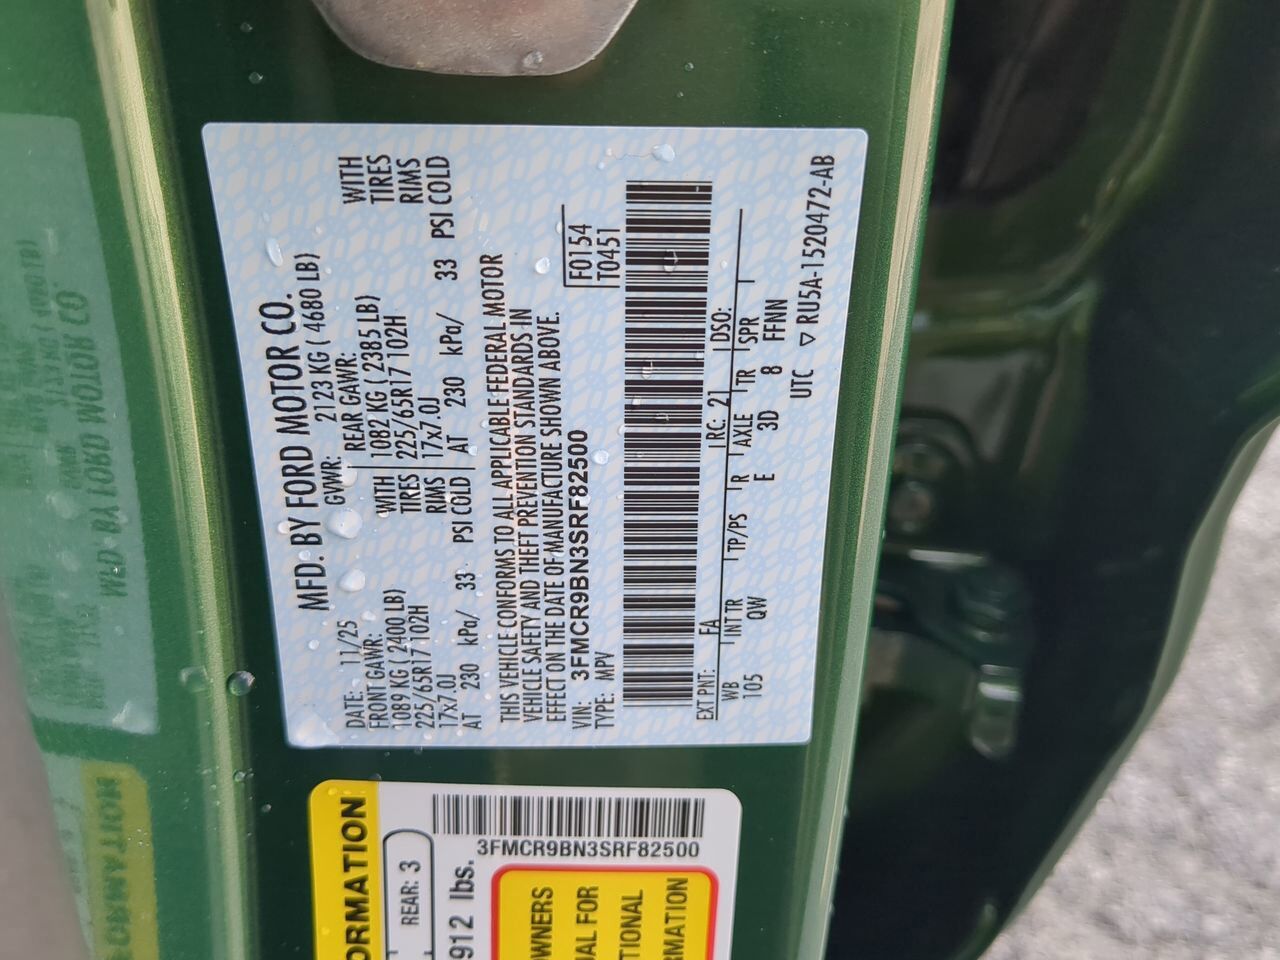 MFD. BY FORD MOTOR CO.
DATE: 11/25 GVWR: 2123 KG ( 4680 LB)
FRONT GAWR: REAR GAWR:
1089 KG ( 2400 LB) WITH 1082 KG ( 2385 LB) WITH
225/65R17 102H TIRES 225/65R17 102H TIRES
17x7.0J RIMS 17x7.0J RIMS
AT 230 kPa/ 33 PSI COLD AT 230 kPa/ 33 PSI COLD
THIS VEHICLE CONFORMS TO ALL APPLICABLE FEDERAL MOTOR
VEHICLE SAFETY AND THEFT PREVENTION STANDARDS IN
EFFECT ON THE DATE OF MANUFACTURE SHOWN ABOVE.
VIN: 3FMCR9BN3SRF82500 F0154
TYPE: MPV T0451
EXT PNT: FA RC: 21 DSO:
WB INT TR TP/PS R AXLE TR SPR
105 QW E 3D 8 FFNN
UTC ▽ RU5A-1520472-AB
ORMATION
REAR: 3
912 lbs.
3FMCR9BN3SRF82500
OWNERS
UAL FOR
TIONAL
RMATION